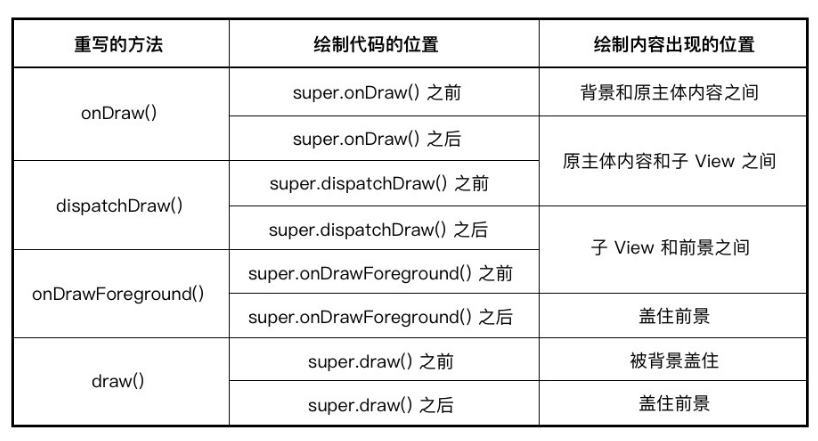 重写的方法 绘制代码的位置 绘制内容出现的位置
onDraw() super.onDraw() 之前 背景和原主体内容之间
super.onDraw() 之后 原主体内容和子 View 之间
dispatchDraw() super.dispatchDraw() 之前
super.dispatchDraw() 之后 子 View 和前景之间
onDrawForeground() super.onDrawForeground() 之前
super.onDrawForeground() 之后 盖住前景
draw() super.draw() 之前 被背景盖住
super.draw() 之后 盖住前景